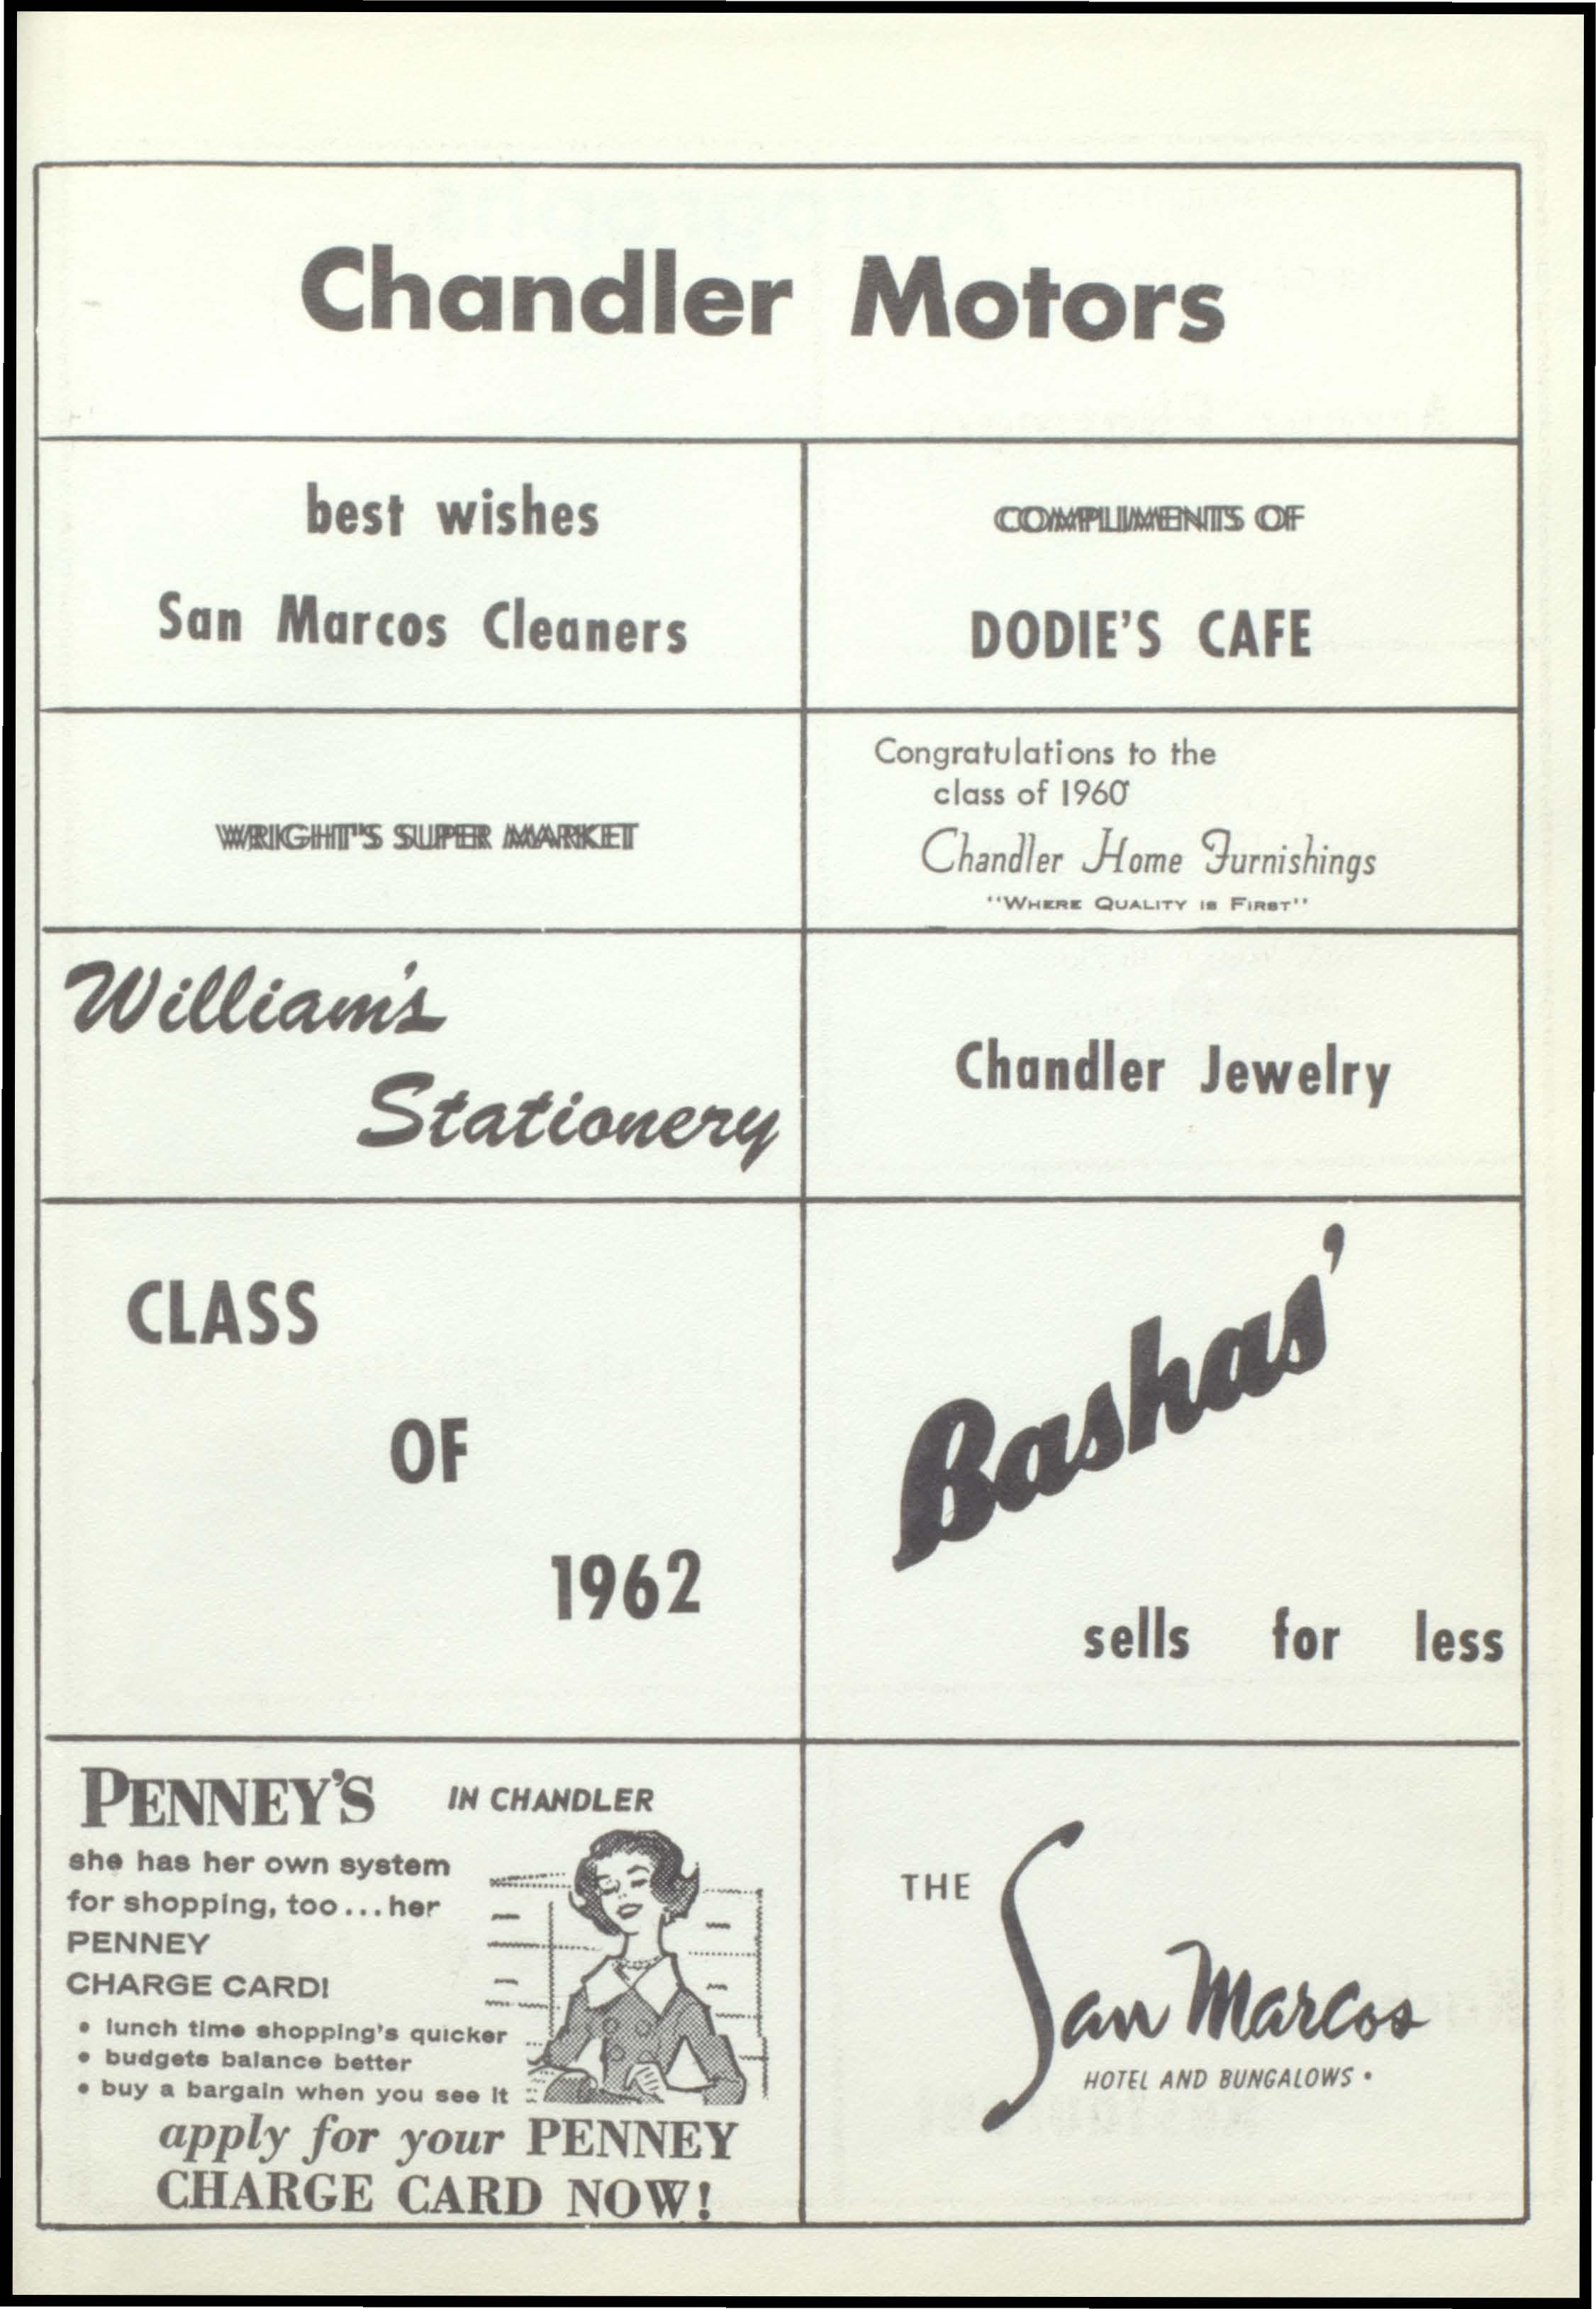 Chandler Motors
best wishes
San Marcos Cleaners
COMPLIMENTS OF
DODIE'S CAFE
WRIGHT'S SUPER MARKET
Congratulations to the
class of 1960
Chandler Home Furnishings
"WHERE QUALITY IS FIRST"
William's
Stationery
Chandler Jewelry
CLASS
OF
1962
Bashas'
sells for less
PENNEY'S IN CHANDLER
she has her own system
for shopping, too...her
PENNEY
CHARGE CARD!
• lunch time shopping's quicker
• budgets balance better
• buy a bargain when you see it
apply for your PENNEY
CHARGE CARD NOW!
THE
San Marcos
HOTEL AND BUNGALOWS •